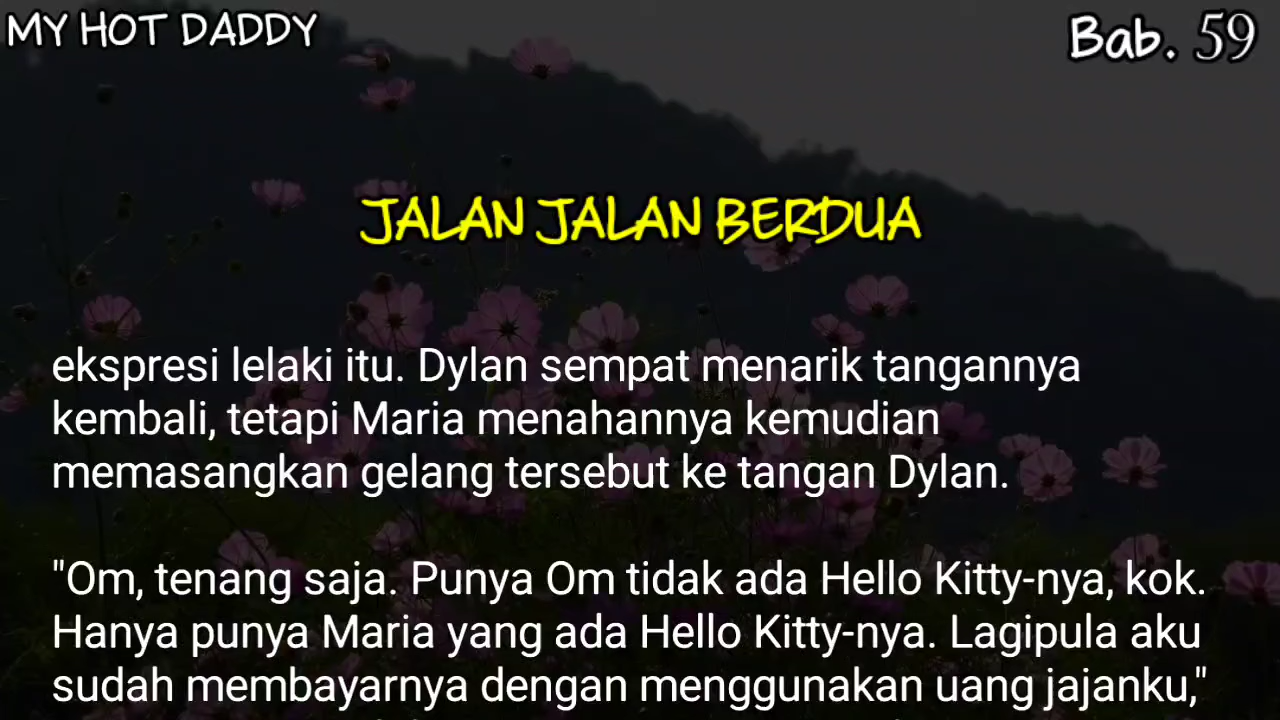 MY HOT DADDY
Bab. 59
JALAN JALAN BERDUA
ekspresi lelaki itu. Dylan sempat menarik tangannya
kembali, tetapi Maria menahannya kemudian
memasangkan gelang tersebut ke tangan Dylan.
"Om, tenang saja. Punya Om tidak ada Hello Kitty-nya, kok.
Hanya punya Maria yang ada Hello Kitty-nya. Lagipula aku
sudah membayarnya dengan menggunakan uang jajanku,"